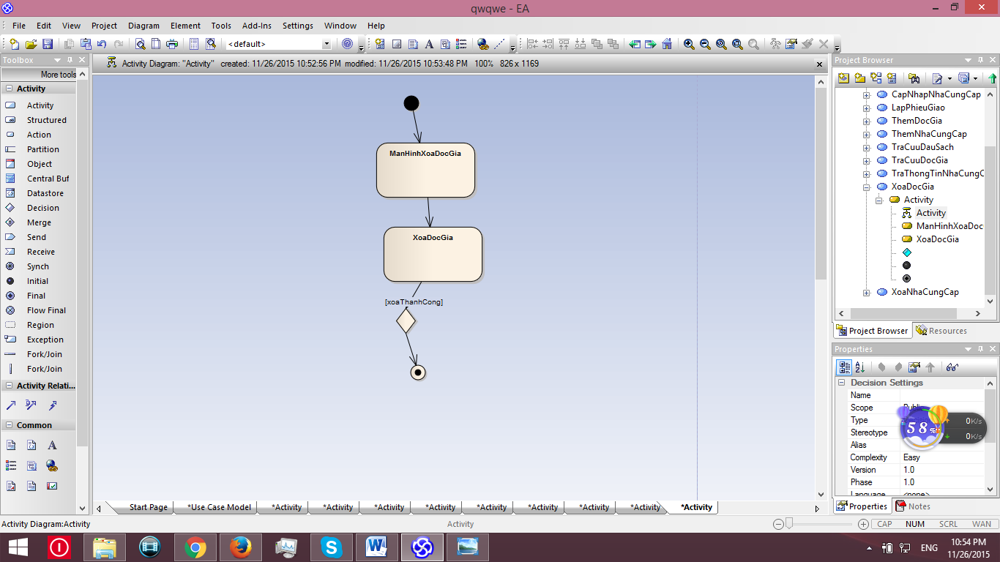 qwqwe - EA
File Edit View Project Diagram Element Tools Add-Ins Settings Window Help
<default>
Toolbox
More tools
Activity
Activity
Structured
Action
Partition
Object
Central Buf
Datastore
Decision
Merge
Send
Receive
Synch
Initial
Final
Flow Final
Region
Exception
Fork/Join
Fork/Join
Activity Relati...
Common
Activity Diagram: "Activity" created: 11/26/2015 10:52:56 PM modified: 11/26/2015 10:53:48 PM 100% 826 x 1169
ManHinhXoaDocGia
XoaDocGia
[xoaThanhCong]
Start Page *Use Case Model *Activity *Activity *Activity *Activity *Activity *Activity *Activity *Activity *Activity
Project Browser
CapNhapNhaCungCap
LapPhieuGiao
ThemDocGia
ThemNhaCungCap
TraCuuDauSach
TraCuuDocGia
TraThongTinNhaCungC
XoaDocGia
Activity
Activity
ManHinhXoaDoc
XoaDocGia
XoaNhaCungCap
Project Browser Resources
Properties
Decision Settings
Name
Scope Public
Type
Stereotype
Alias
Complexity Easy
Version 1.0
Phase 1.0
Language <none>
58%
0K/s
0K/s
Properties Notes
Activity Diagram:Activity Activity CAP NUM SCRL WAN
ENG
10:54 PM
11/26/2015